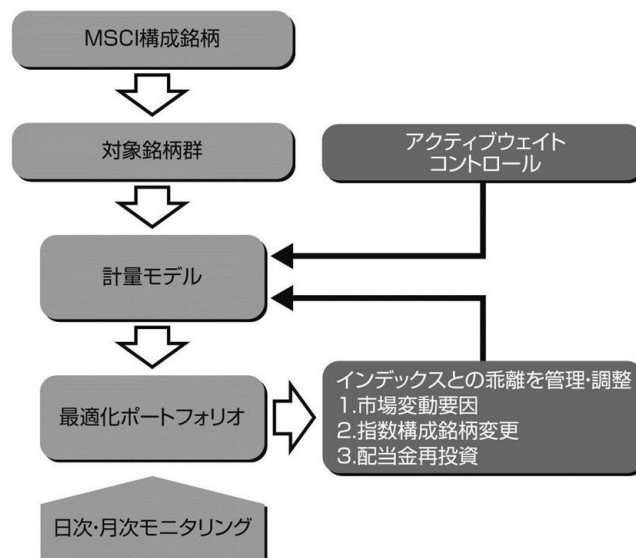 MSCI構成銘柄
対象銘柄群
アクティブウェイト
コントロール
計量モデル
最適化ポートフォリオ
インデックスとの乖離を管理・調整
1.市場変動要因
2.指数構成銘柄変更
3.配当金再投資
日次・月次モニタリング